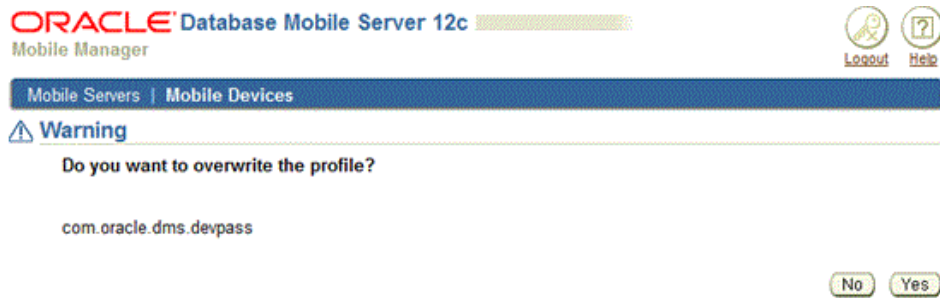 ORACLE Database Mobile Server 12c
Mobile Manager
Logout Help
Mobile Servers | Mobile Devices
Warning
Do you want to overwrite the profile?
com.oracle.dms.devpass
No Yes